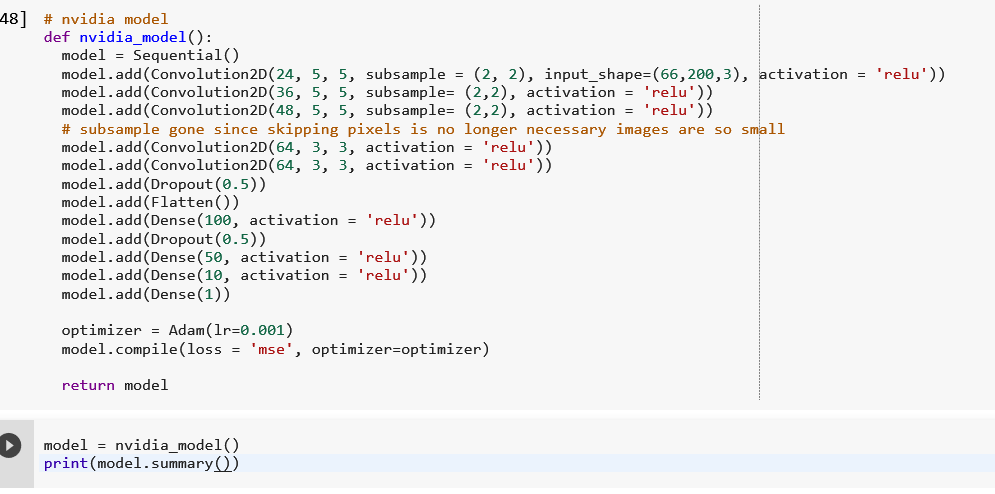 48] # nvidia model
def nvidia_model():
  model = Sequential()
  model.add(Convolution2D(24, 5, 5, subsample = (2, 2), input_shape=(66,200,3), activation = 'relu'))
  model.add(Convolution2D(36, 5, 5, subsample= (2,2), activation = 'relu'))
  model.add(Convolution2D(48, 5, 5, subsample= (2,2), activation = 'relu'))
  # subsample gone since skipping pixels is no longer necessary images are so small
  model.add(Convolution2D(64, 3, 3, activation = 'relu'))
  model.add(Convolution2D(64, 3, 3, activation = 'relu'))
  model.add(Dropout(0.5))
  model.add(Flatten())
  model.add(Dense(100, activation = 'relu'))
  model.add(Dropout(0.5))
  model.add(Dense(50, activation = 'relu'))
  model.add(Dense(10, activation = 'relu'))
  model.add(Dense(1))
  optimizer = Adam(lr=0.001)
  model.compile(loss = 'mse', optimizer=optimizer)
  return model
model = nvidia_model()
print(model.summary())